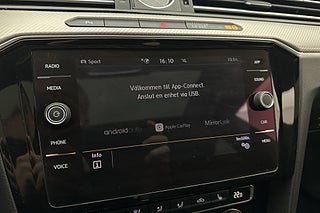 RADIO
MEDIA
PHONE
VOICE
Sport
16:10
APP
SOUND
CAR
MENU
Välkommen till App-Connect.
Anslut en enhet via USB.
androidauto
Apple CarPlay
MirrorLink
Info